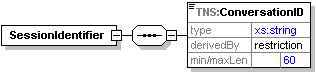 SessionIdentifier
TNS:ConversationID
type xs:string
derivedBy restriction
min/maxLen 60